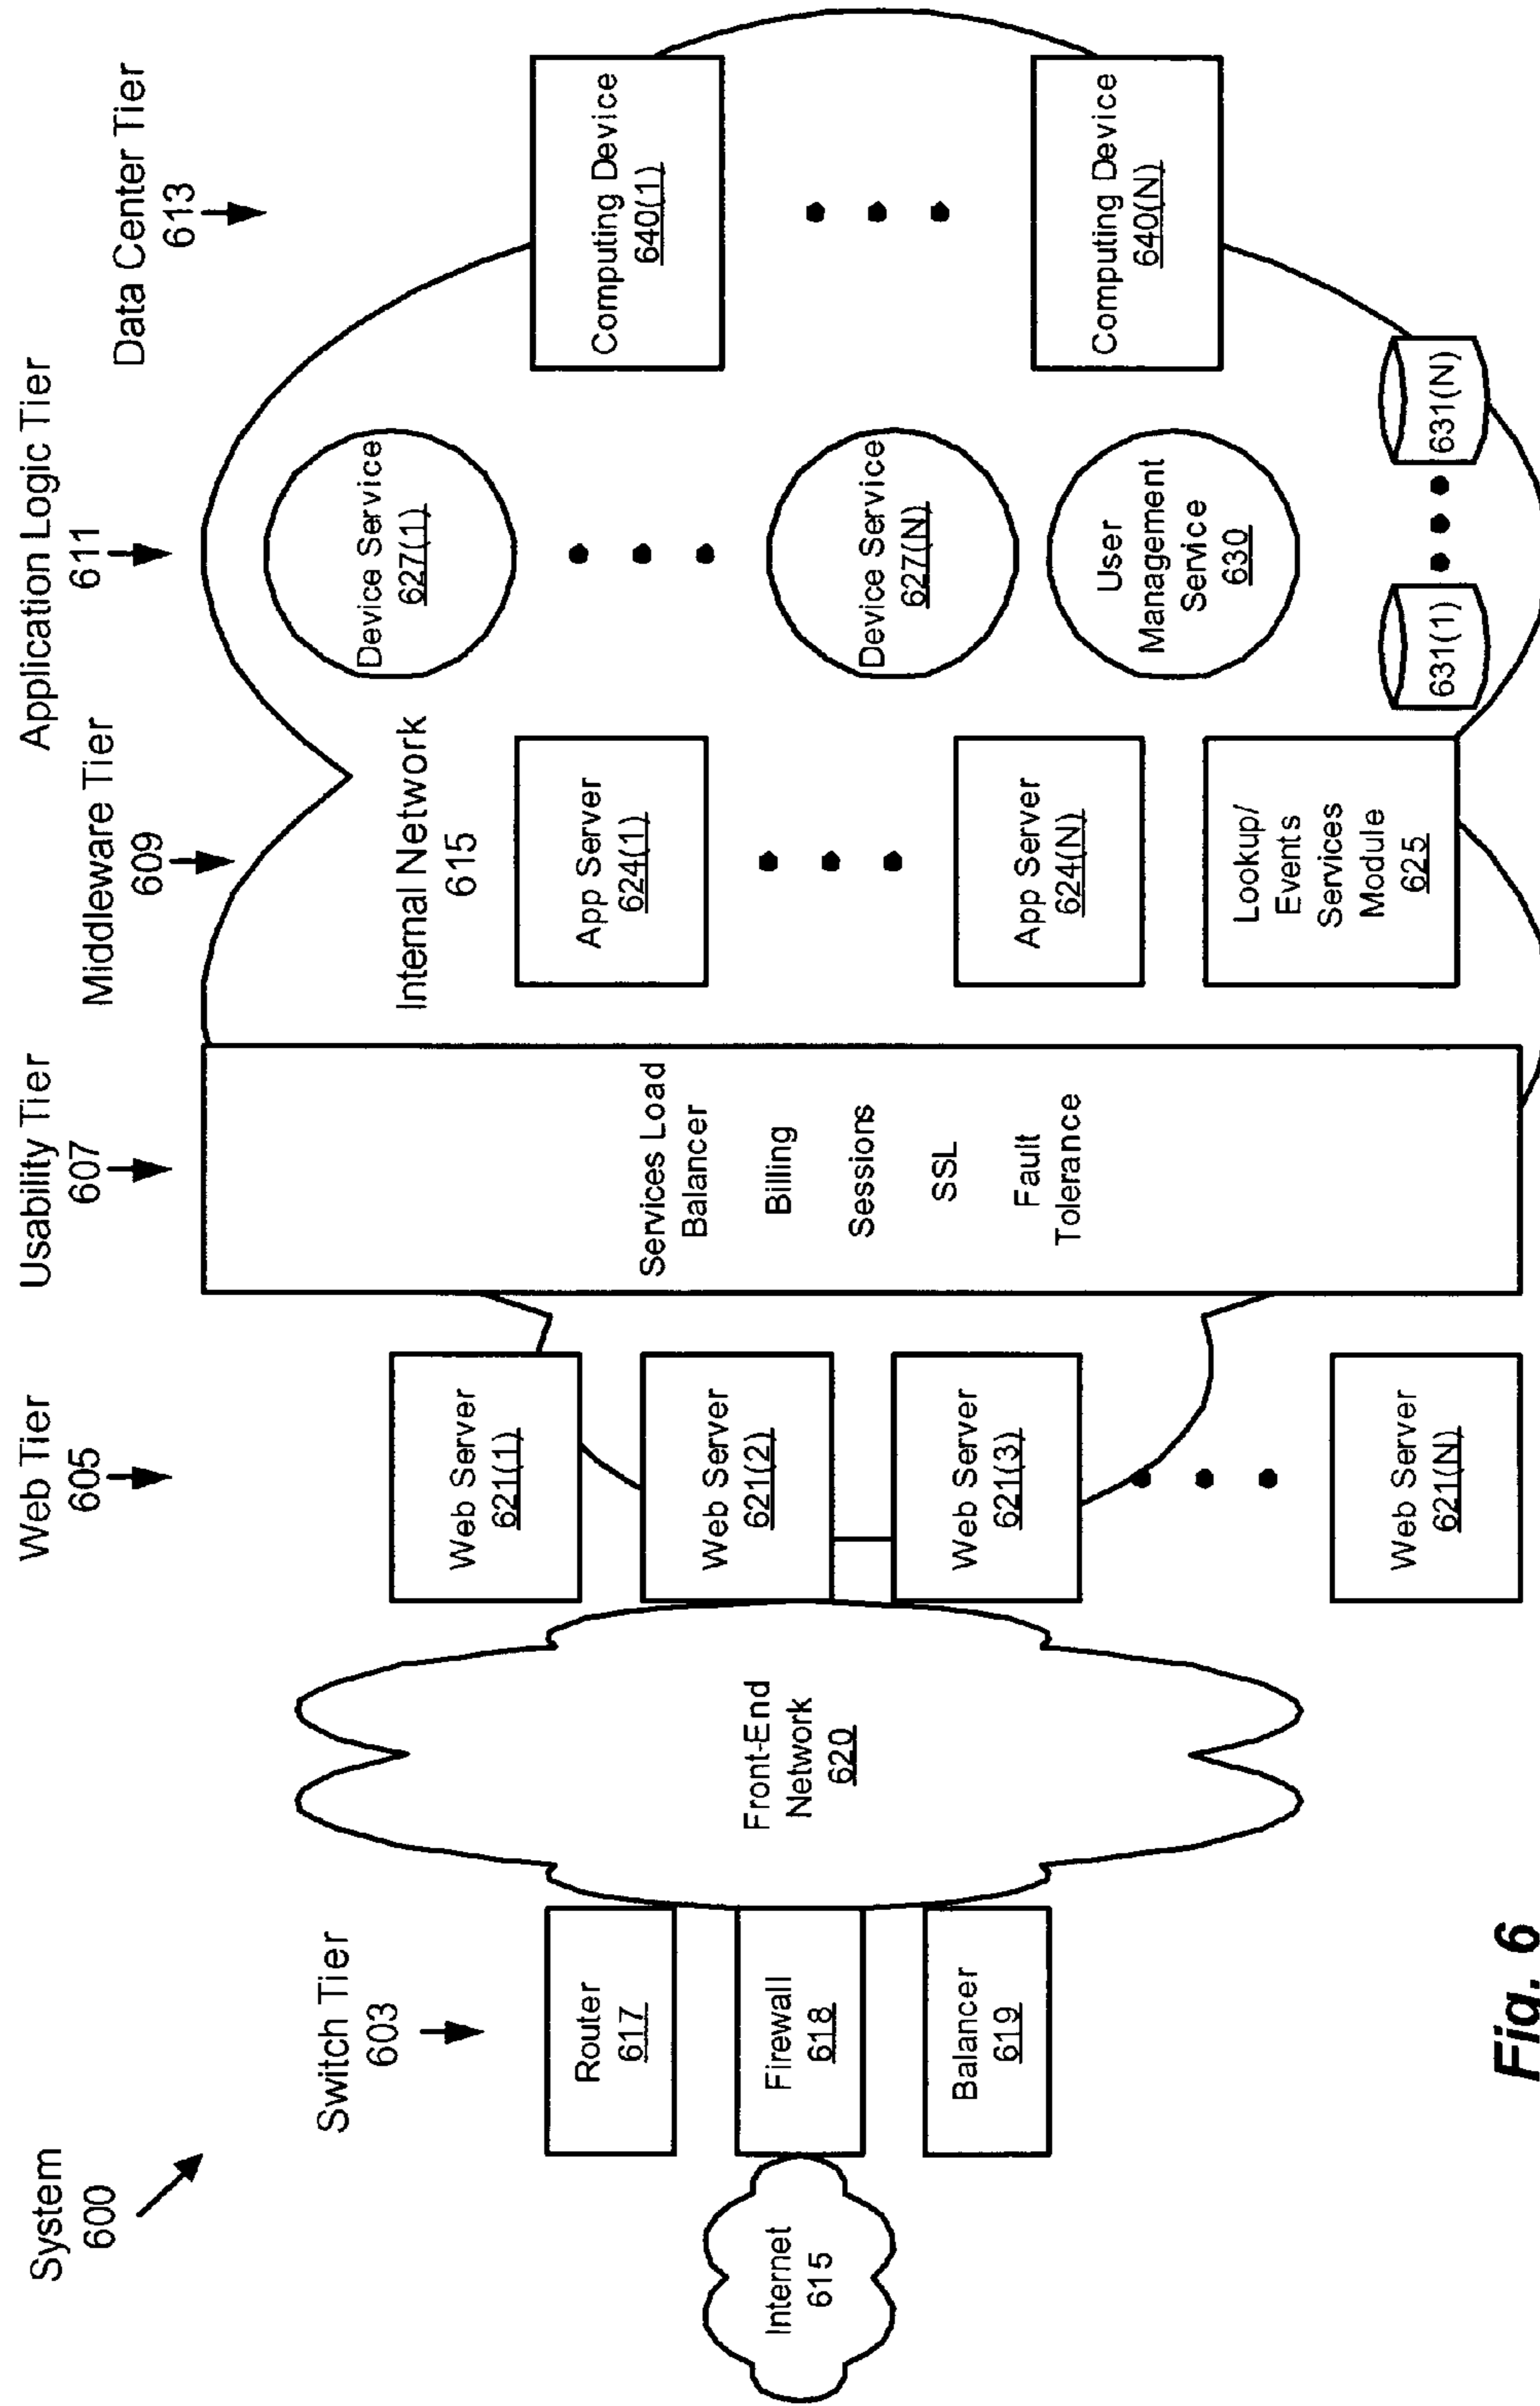 System
600
Switch Tier
603
Web Tier
605
Usability Tier
607
Middleware Tier
609
Application Logic Tier
611
Data Center Tier
613
Internet
615
Router
617
Firewall
618
Balancer
619
Front-End
Network
620
Web Server
621(1)
Web Server
621(2)
Web Server
621(3)
Web Server
621(N)
Services Load
Balancer
Billing
Sessions
SSL
Fault
Tolerance
Internal Network
615
App Server
624(1)
App Server
624(N)
Lookup/
Events
Services
Module
625
Device Service
627(1)
Device Service
627(N)
User
Management
Service
630
631(1)
631(N)
Computing Device
640(1)
Computing Device
640(N)
Fig. 6